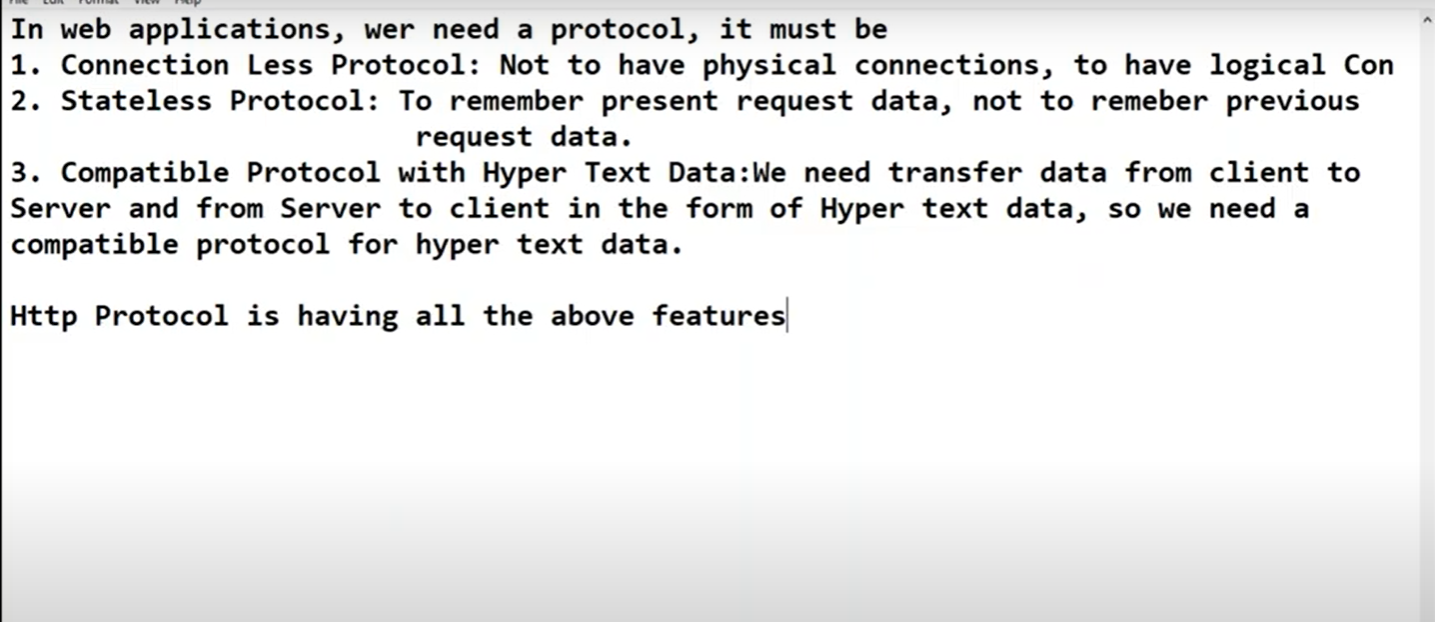 File Edit Format View Help
In web applications, wer need a protocol, it must be
1. Connection Less Protocol: Not to have physical connections, to have logical Con
2. Stateless Protocol: To remember present request data, not to remeber previous
request data.
3. Compatible Protocol with Hyper Text Data:We need transfer data from client to
Server and from Server to client in the form of Hyper text data, so we need a
compatible protocol for hyper text data.
Http Protocol is having all the above features